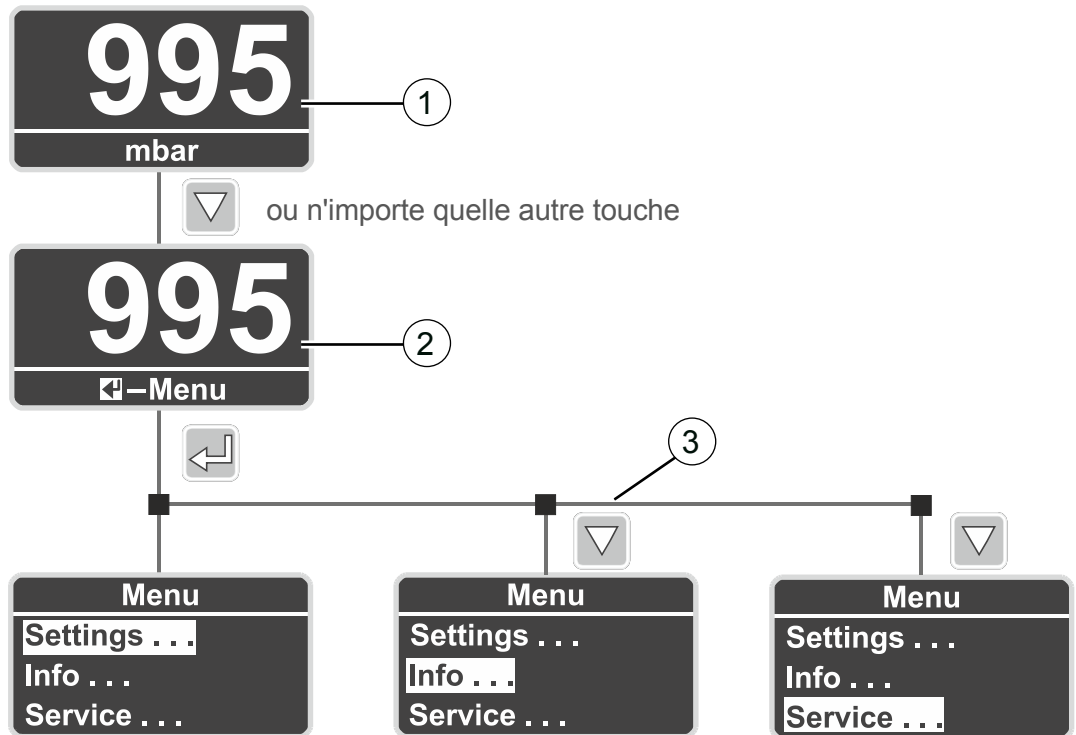 995
1
mbar
ou n'importe quelle autre touche
995
2
–Menu
3
Menu
Settings . . .
Info . . .
Service . . .
Menu
Settings . . .
Info . . .
Service . . .
Menu
Settings . . .
Info . . .
Service . . .